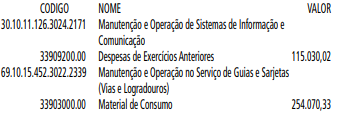 CODIGO NOME VALOR
30.10.11.126.3024.2171 Manutenção e Operação de Sistemas de Informação e
Comunicação
33909200.00 Despesas de Exercícios Anteriores 115.030,02
69.10.15.452.3022.2339 Manutenção e Operação no Serviço de Guias e Sarjetas
(Vias e Logradouros)
33903000.00 Material de Consumo 254.070,33